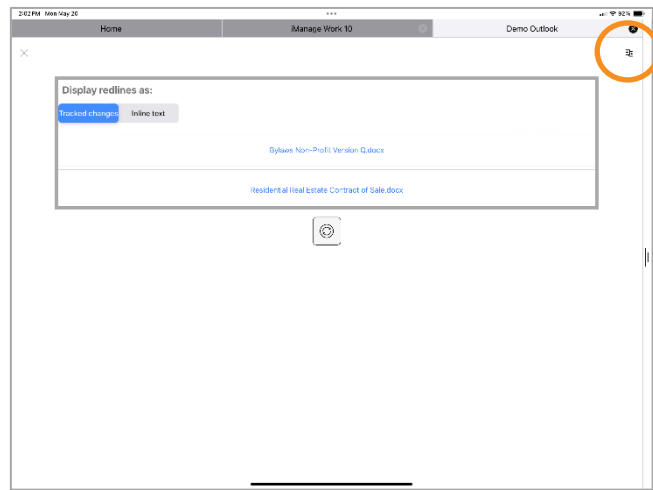 2:02 PM Mon May 20 92%
Home iManage Work 10 Demo Outlook
Display redlines as:
Tracked changes Inline text
Bylaws Non-Profit Version Q.docx
Residential Real Estate Contract of Sale.docx